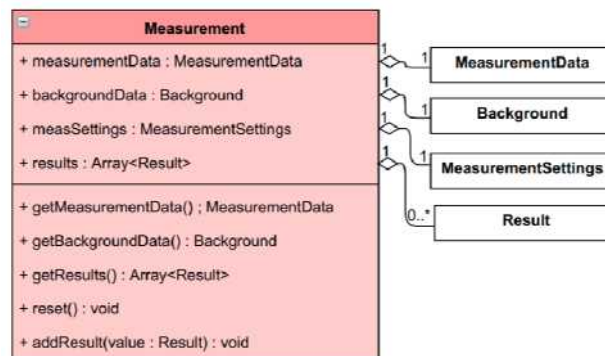 Measurement
+ measurementData : MeasurementData
+ backgroundData : Background
+ measSettings : MeasurementSettings
+ results : Array<Result>
+ getMeasurementData() ; MeasurementData
+ getBackgroundData() : Background
+ getResults() : Array<Result>
+ reset() : void
+ addResult(value : Result) : void
1
1
MeasurementData
1
1
Background
1
1
MeasurementSettings
1
0..*
Result